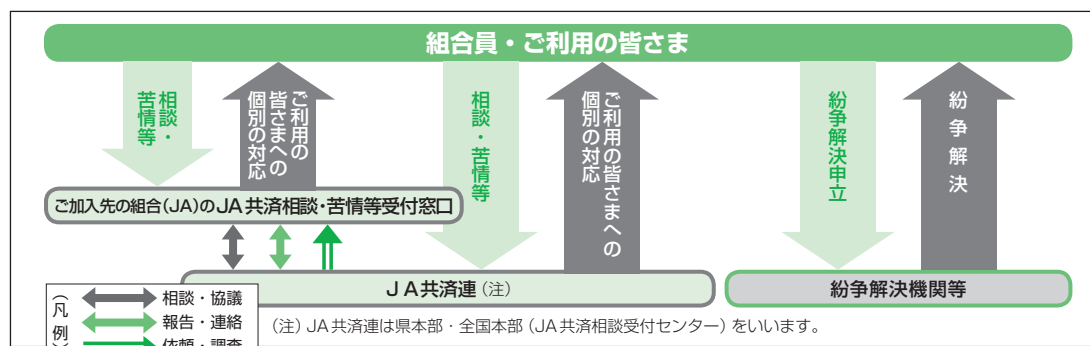 組合員・ご利用の皆さま
相談・
苦情等
ご利用の
皆さまへの
個別の対応
相談・苦情等
ご利用の皆さまへの
個別の対応
紛争解決申立
紛争解決
ご加入先の組合(JA)のJA共済相談・苦情等受付窓口
JA共済連(注)
紛争解決機関等
(凡例)
相談・協議
報告・連絡
依頼・調査
(注) JA共済連は県本部・全国本部(JA共済相談受付センター)をいいます。